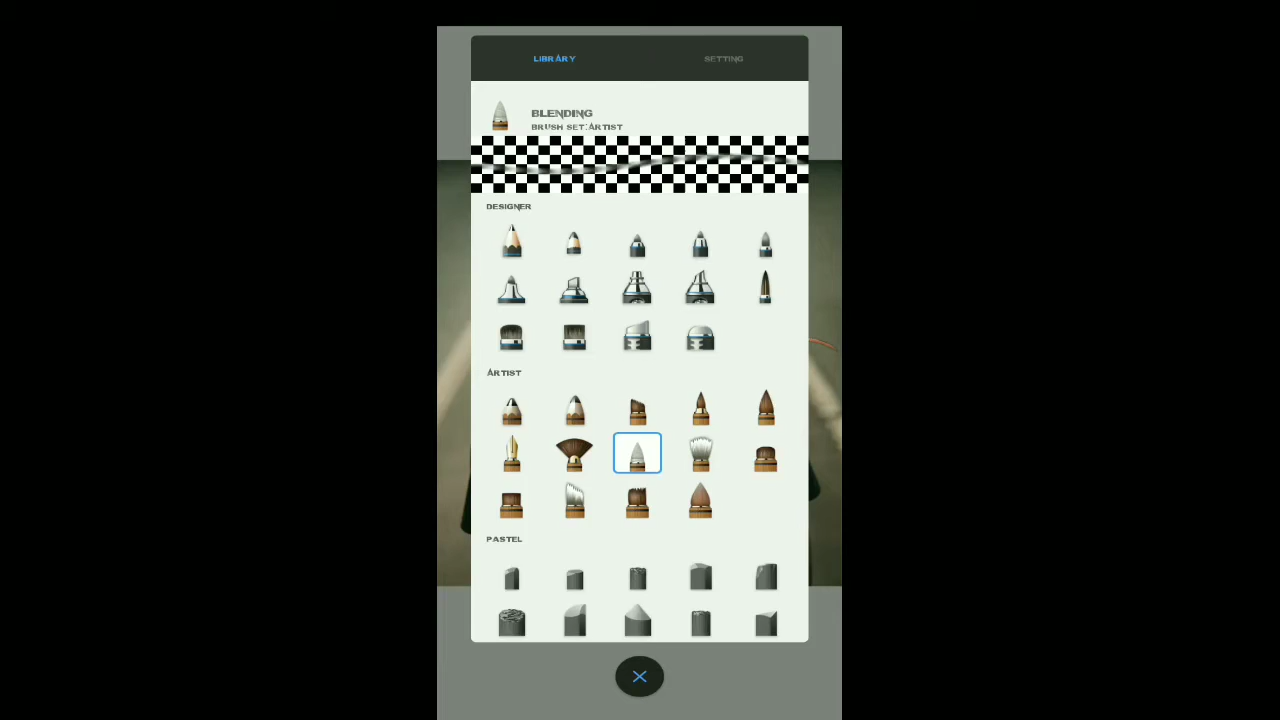 LIBRARY
SETTING
BLENDING
BRUSH SET:ARTIST
DESIGNER
ARTIST
PASTEL